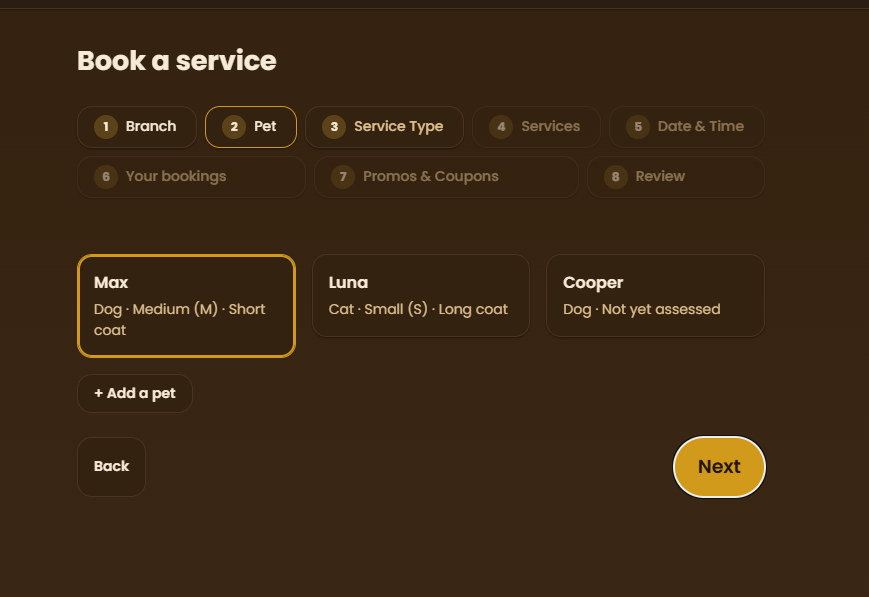 Book a service
1 Branch 2 Pet 3 Service Type 4 Services 5 Date & Time
6 Your bookings 7 Promos & Coupons 8 Review
Max Luna Cooper
Dog · Medium (M) · Short Cat · Small (S) · Long coat Dog · Not yet assessed
coat
+ Add a pet
Back Next